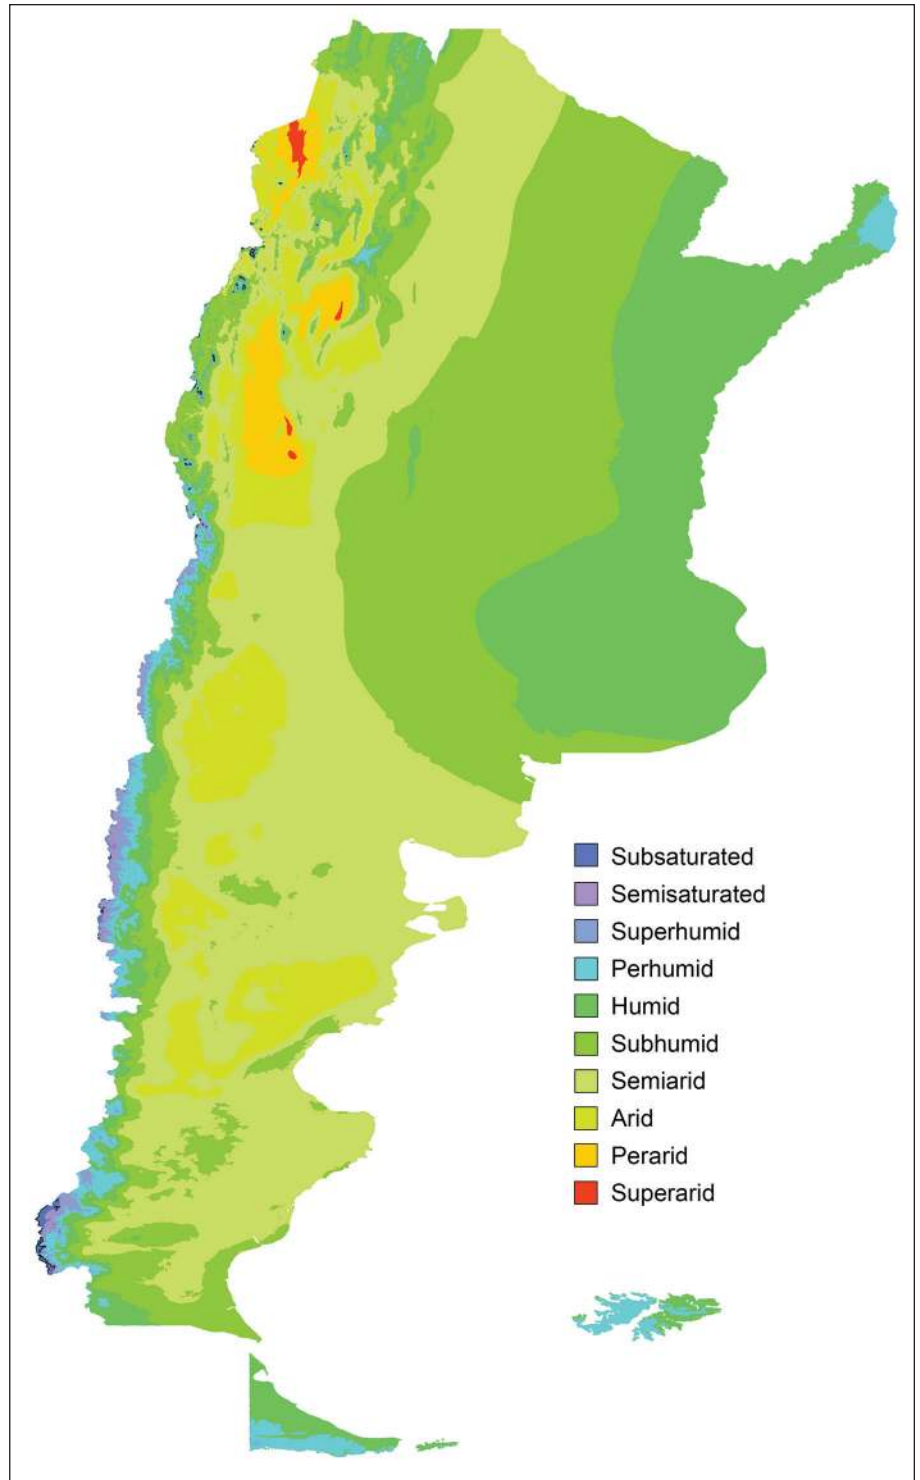 Subsaturated
Semisaturated
Superhumid
Perhumid
Humid
Subhumid
Semiarid
Arid
Perarid
Superarid